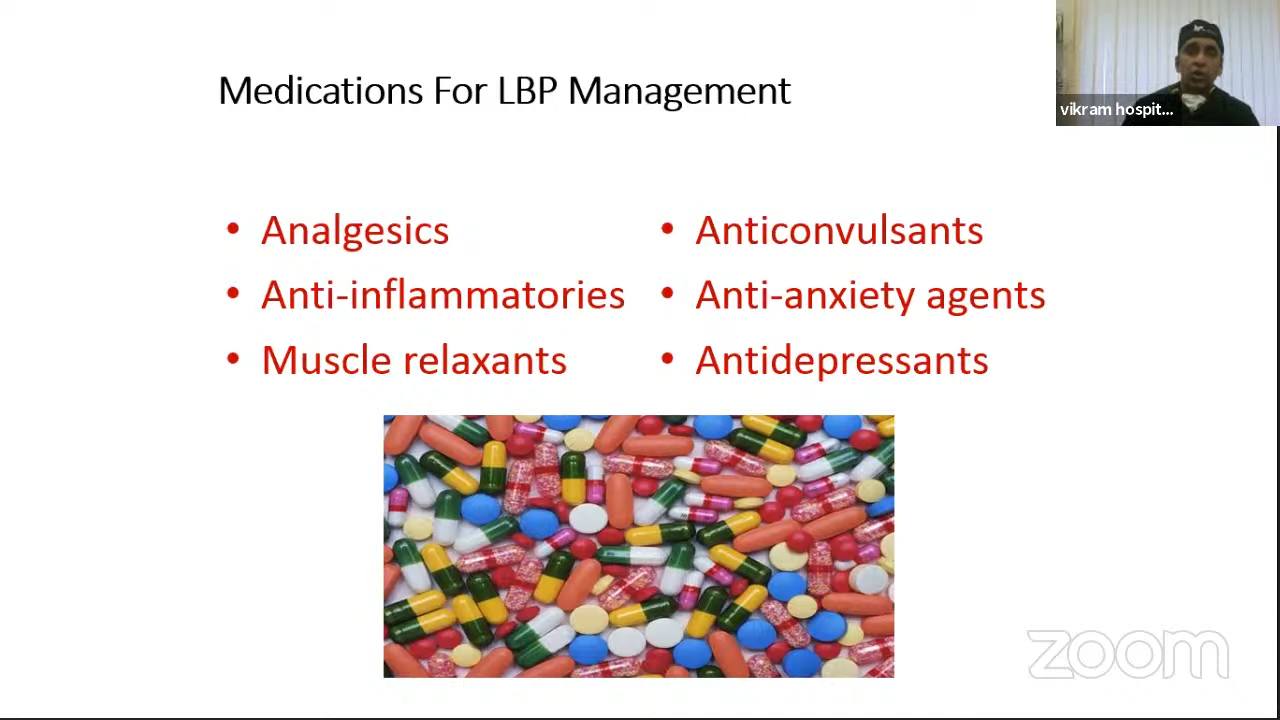 Medications For LBP Management
vikram hospit...
• Analgesics
• Anti-inflammatories
• Muscle relaxants
• Anticonvulsants
• Anti-anxiety agents
• Antidepressants
zoom